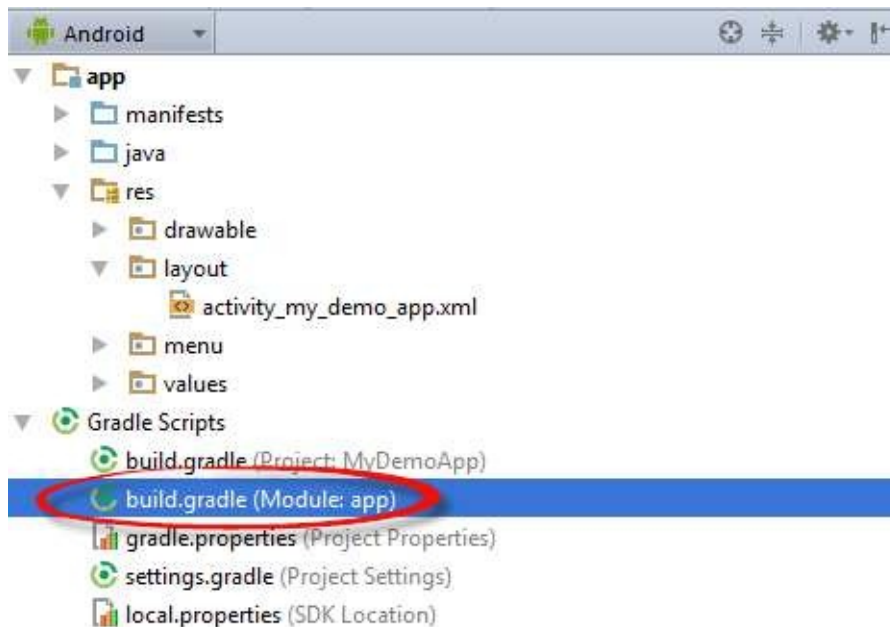 Android
app
manifests
java
res
drawable
layout
activity_my_demo_app.xml
menu
values
Gradle Scripts
build.gradle (Project: MyDemoApp)
build.gradle (Module: app)
gradle.properties (Project Properties)
settings.gradle (Project Settings)
local.properties (SDK Location)